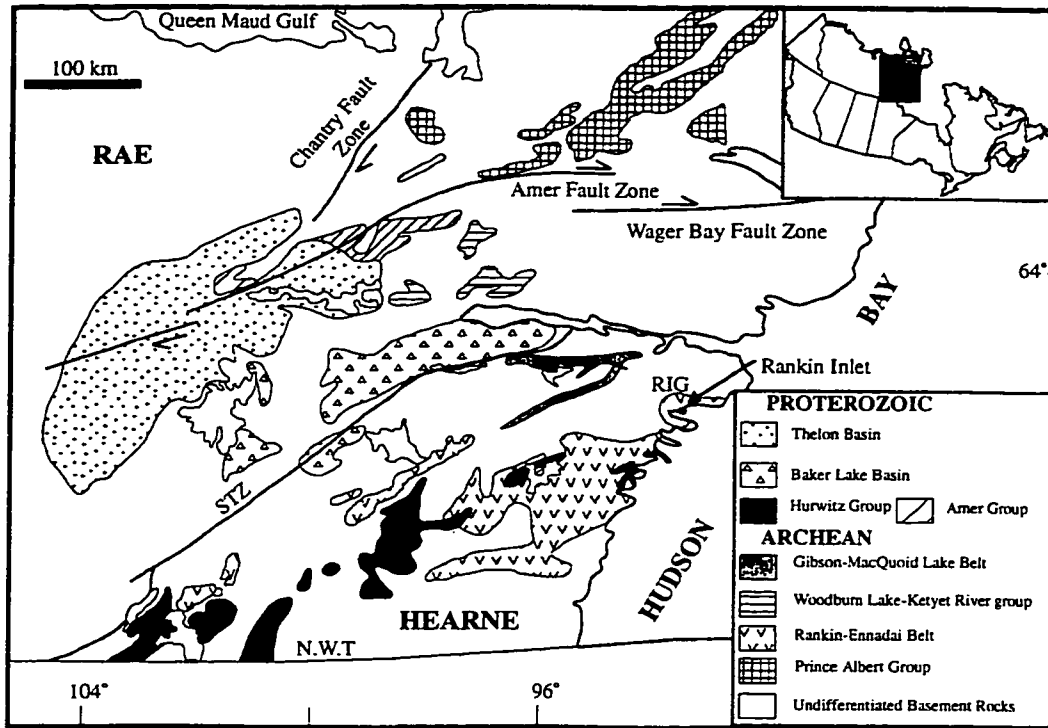 Queen Maud Gulf
100 km
Chantry Fault
Zone
RAE
Amer Fault Zone
Wager Bay Fault Zone
64°
BAY
Rankin Inlet
RIG
STZ
HUDSON
HEARNE
N.W.T
104°
96°
PROTEROZOIC
Thelon Basin
Baker Lake Basin
Hurwitz Group
Amer Group
ARCHEAN
Gibson-MacQuoid Lake Belt
Woodburn Lake-Ketyet River group
Rankin-Ennadai Belt
Prince Albert Group
Undifferentiated Basement Rocks